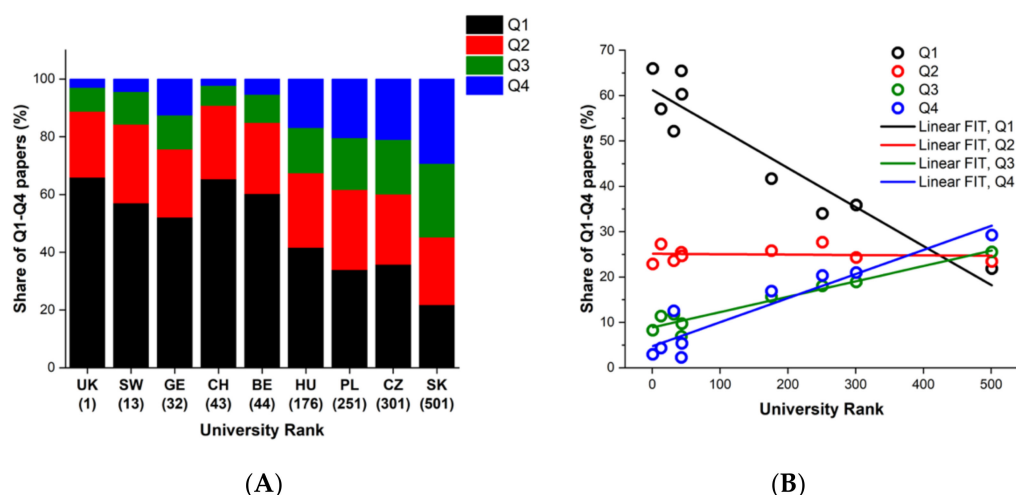 Q1
Q2
Q3
Q4
Share of Q1-Q4 papers (%)
100
80
60
40
20
0
UK SW GE CH BE HU PL CZ SK
(1) (13) (32) (43) (44) (176) (251) (301) (501)
University Rank
(A)
Share of Q1-Q4 papers (%)
70
60
50
40
30
20
10
0
Q1
Q2
Q3
Q4
Linear FIT, Q1
Linear FIT, Q2
Linear FIT, Q3
Linear FIT, Q4
0 100 200 300 400 500
University Rank
(B)